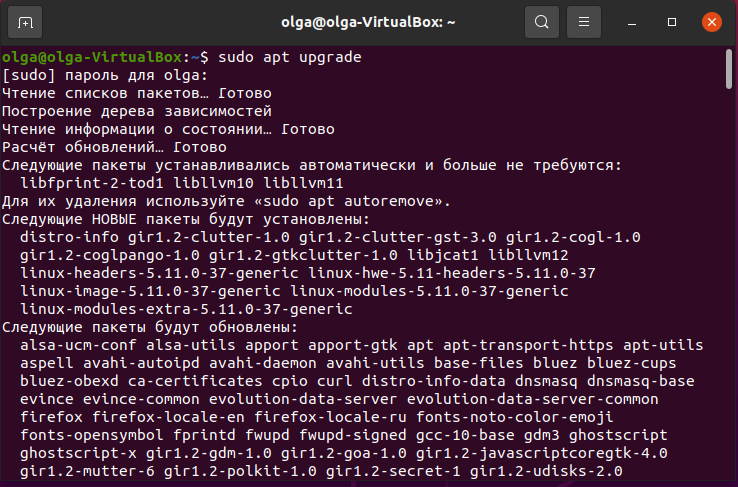 olga@olga-VirtualBox: ~
olga@olga-VirtualBox:~$ sudo apt upgrade
[sudo] пароль для olga:
Чтение списков пакетов… Готово
Построение дерева зависимостей
Чтение информации о состоянии… Готово
Расчёт обновлений… Готово
Следующие пакеты устанавливались автоматически и больше не требуются:
libfprint-2-tod1 libllvm10 libllvm11
Для их удаления используйте «sudo apt autoremove».
Следующие НОВЫЕ пакеты будут установлены:
distro-info gir1.2-clutter-1.0 gir1.2-clutter-gst-3.0 gir1.2-cogl-1.0
gir1.2-coglpango-1.0 gir1.2-gtkclutter-1.0 libjcat1 libllvm12
linux-headers-5.11.0-37-generic linux-hwe-5.11-headers-5.11.0-37
linux-image-5.11.0-37-generic linux-modules-5.11.0-37-generic
linux-modules-extra-5.11.0-37-generic
Следующие пакеты будут обновлены:
alsa-ucm-conf alsa-utils apport apport-gtk apt apt-transport-https apt-utils
aspell avahi-autoipd avahi-daemon avahi-utils base-files bluez bluez-cups
bluez-obexd ca-certificates cpio curl distro-info-data dnsmasq dnsmasq-base
evince evince-common evolution-data-server evolution-data-server-common
firefox firefox-locale-en firefox-locale-ru fonts-noto-color-emoji
fonts-opensymbol fprintd fwupd fwupd-signed gcc-10-base gdm3 ghostscript
ghostscript-x gir1.2-gdm-1.0 gir1.2-goa-1.0 gir1.2-javascriptcoregtk-4.0
gir1.2-mutter-6 gir1.2-polkit-1.0 gir1.2-secret-1 gir1.2-udisks-2.0